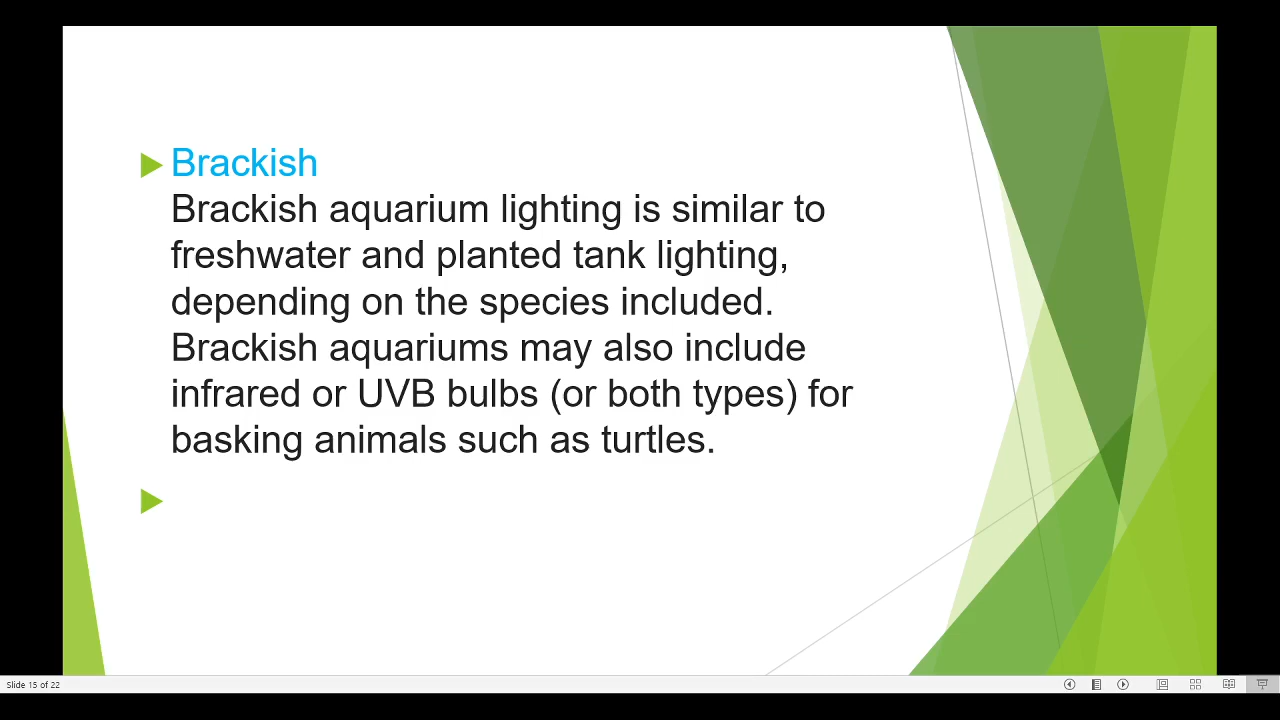 Brackish
Brackish aquarium lighting is similar to
freshwater and planted tank lighting,
depending on the species included.
Brackish aquariums may also include
infrared or UVB bulbs (or both types) for
basking animals such as turtles.
Slide 15 of 22